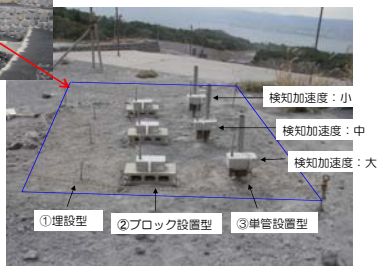 検知加速度：小
検知加速度：中
検知加速度：大
①埋設型
②ブロック設置型
③単管設置型